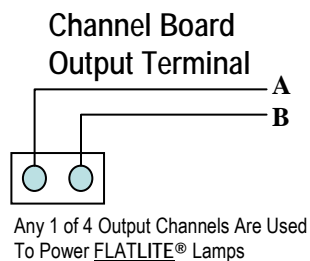 Channel Board
Output Terminal
A
B
Any 1 of 4 Output Channels Are Used
To Power FLATLITE® Lamps